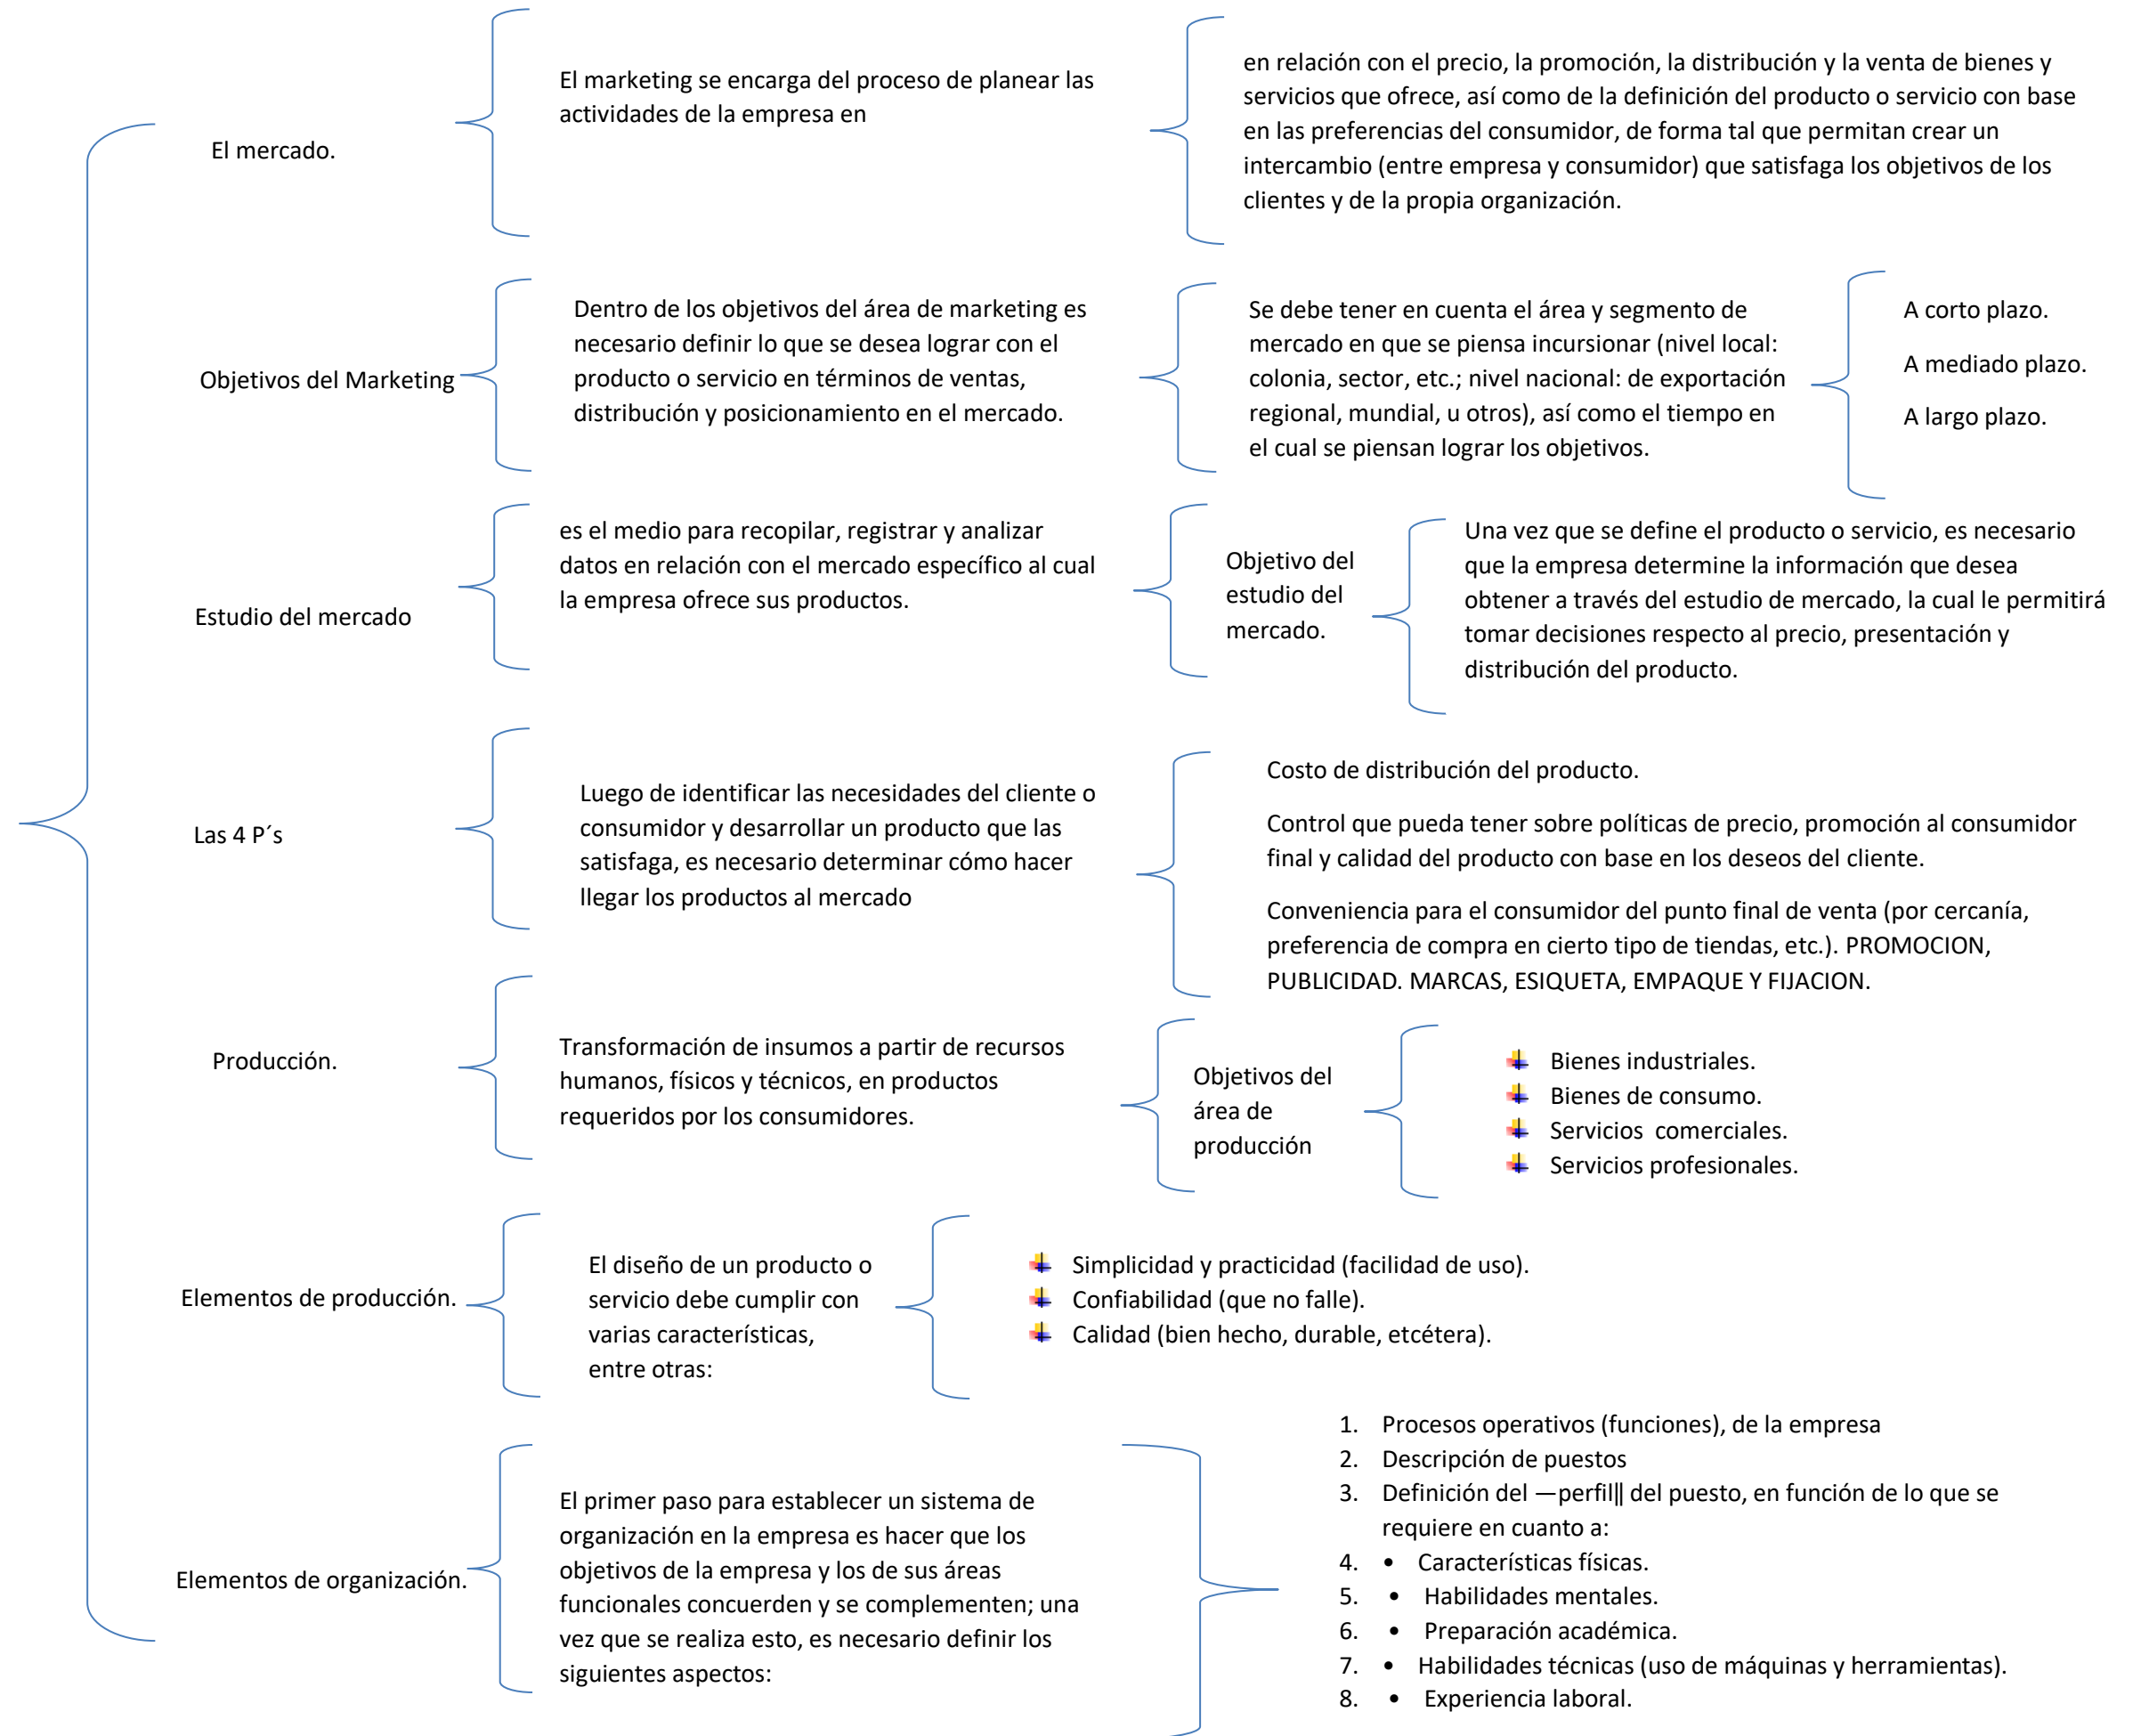 El mercado.
El marketing se encarga del proceso de planear las
actividades de la empresa en
en relación con el precio, la promoción, la distribución y la venta de bienes y
servicios que ofrece, así como de la definición del producto o servicio con base
en las preferencias del consumidor, de forma tal que permitan crear un
intercambio (entre empresa y consumidor) que satisfaga los objetivos de los
clientes y de la propia organización.
Objetivos del Marketing
Dentro de los objetivos del área de marketing es
necesario definir lo que se desea lograr con el
producto o servicio en términos de ventas,
distribución y posicionamiento en el mercado.
Se debe tener en cuenta el área y segmento de
mercado en que se piensa incursionar (nivel local:
colonia, sector, etc.; nivel nacional: de exportación
regional, mundial, u otros), así como el tiempo en
el cual se piensan lograr los objetivos.
A corto plazo.
A mediado plazo.
A largo plazo.
Estudio del mercado
es el medio para recopilar, registrar y analizar
datos en relación con el mercado específico al cual
la empresa ofrece sus productos.
Objetivo del
estudio del
mercado.
Una vez que se define el producto o servicio, es necesario
que la empresa determine la información que desea
obtener a través del estudio de mercado, la cual le permitirá
tomar decisiones respecto al precio, presentación y
distribución del producto.
Las 4 P´s
Luego de identificar las necesidades del cliente o
consumidor y desarrollar un producto que las
satisfaga, es necesario determinar cómo hacer
llegar los productos al mercado
Costo de distribución del producto.
Control que pueda tener sobre políticas de precio, promoción al consumidor
final y calidad del producto con base en los deseos del cliente.
Conveniencia para el consumidor del punto final de venta (por cercanía,
preferencia de compra en cierto tipo de tiendas, etc.). PROMOCION,
PUBLICIDAD. MARCAS, ESIQUETA, EMPAQUE Y FIJACION.
Producción.
Transformación de insumos a partir de recursos
humanos, físicos y técnicos, en productos
requeridos por los consumidores.
Objetivos del
área de
producción
Bienes industriales.
Bienes de consumo.
Servicios  comerciales.
Servicios profesionales.
Elementos de producción.
El diseño de un producto o
servicio debe cumplir con
varias características,
entre otras:
Simplicidad y practicidad (facilidad de uso).
Confiabilidad (que no falle).
Calidad (bien hecho, durable, etcétera).
Elementos de organización.
El primer paso para establecer un sistema de
organización en la empresa es hacer que los
objetivos de la empresa y los de sus áreas
funcionales concuerden y se complementen; una
vez que se realiza esto, es necesario definir los
siguientes aspectos:
1. Procesos operativos (funciones), de la empresa
2. Descripción de puestos
3. Definición del ―perfil‖ del puesto, en función de lo que se
requiere en cuanto a:
4. • Características físicas.
5. • Habilidades mentales.
6. • Preparación académica.
7. • Habilidades técnicas (uso de máquinas y herramientas).
8. • Experiencia laboral.